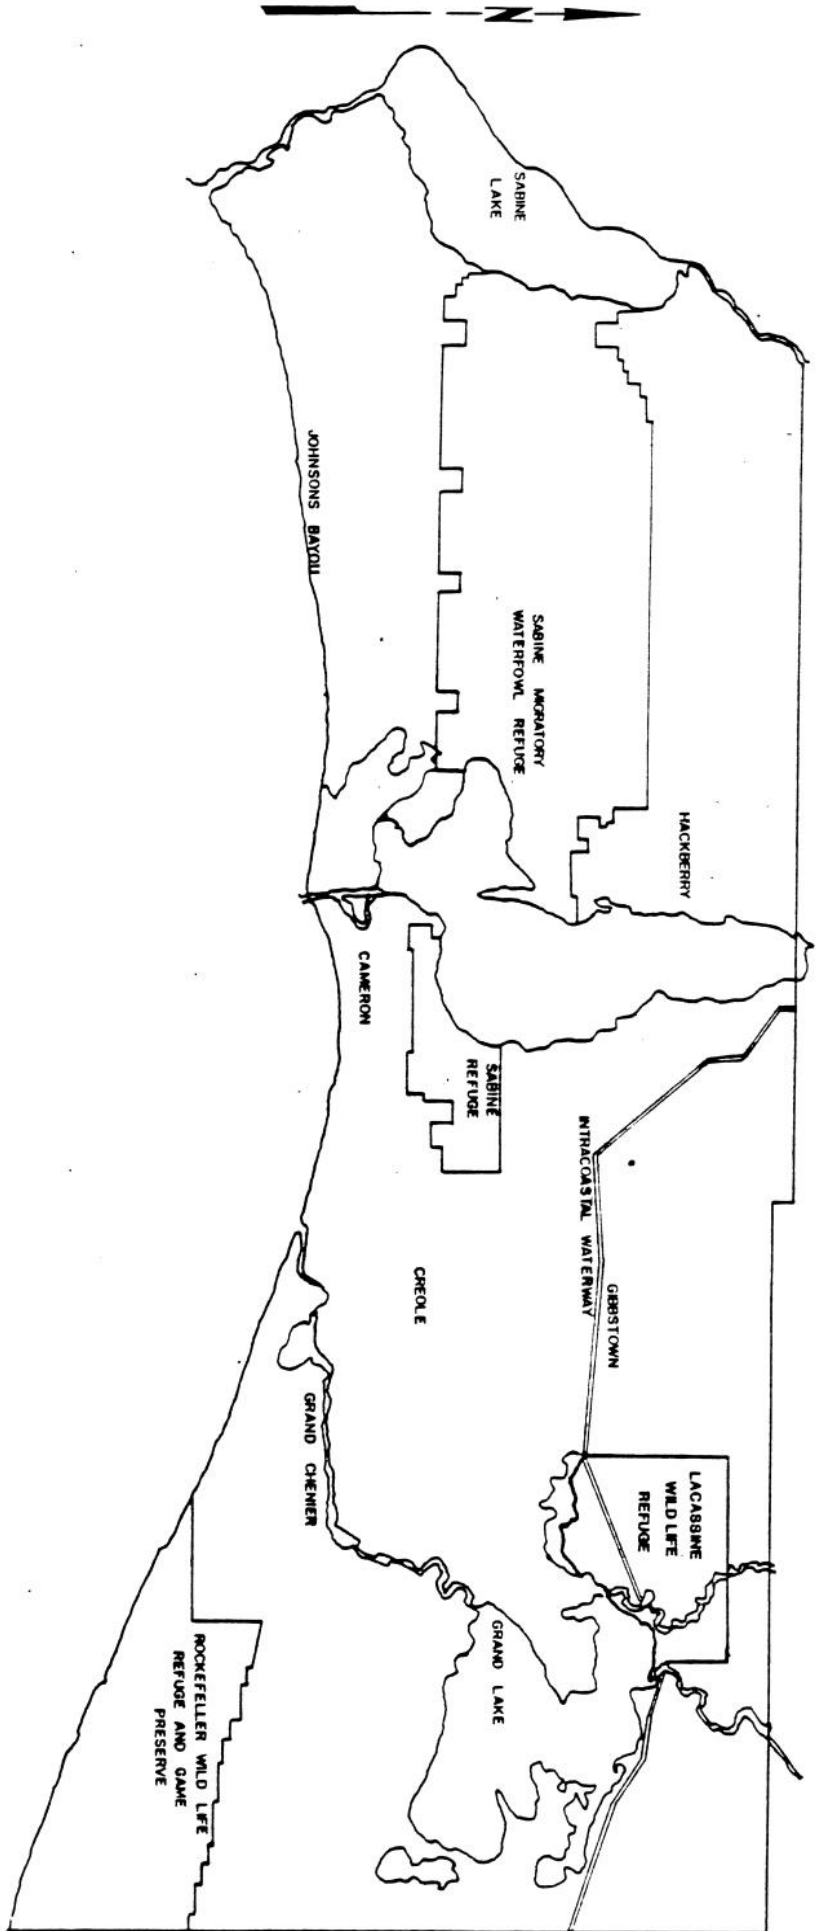 N
SABINE
LAKE
JOHNSONS BAYOU
SABINE MIGRATORY
WATERFOWL REFUGE
HACKBERRY
CAMERON
SABINE
REFUGE
INTRACOASTAL WATERWAY
GIBBSTOWN
CREOLE
GRAND CHENIER
LACASSINE
WILD LIFE
REFUGE
GRAND LAKE
ROCKEFELLER WILD LIFE
REFUGE AND GAME
PRESERVE